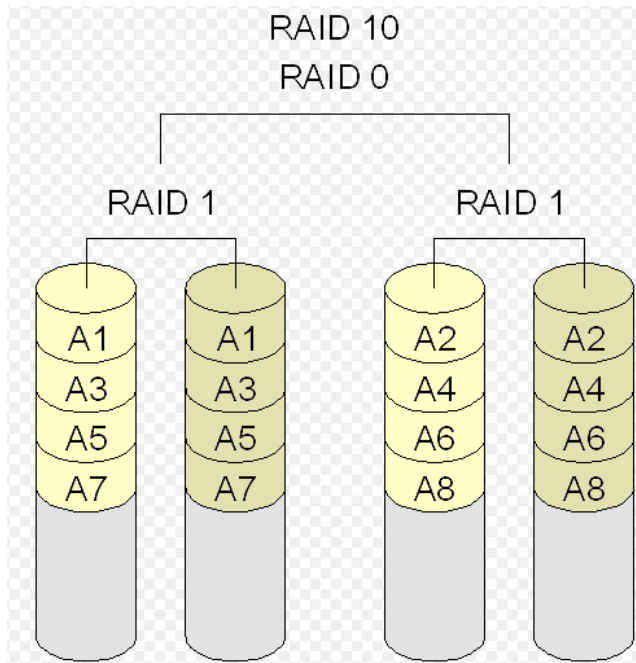 RAID 10
RAID 0
RAID 1 RAID 1
A1 A1 A2 A2
A3 A3 A4 A4
A5 A5 A6 A6
A7 A7 A8 A8